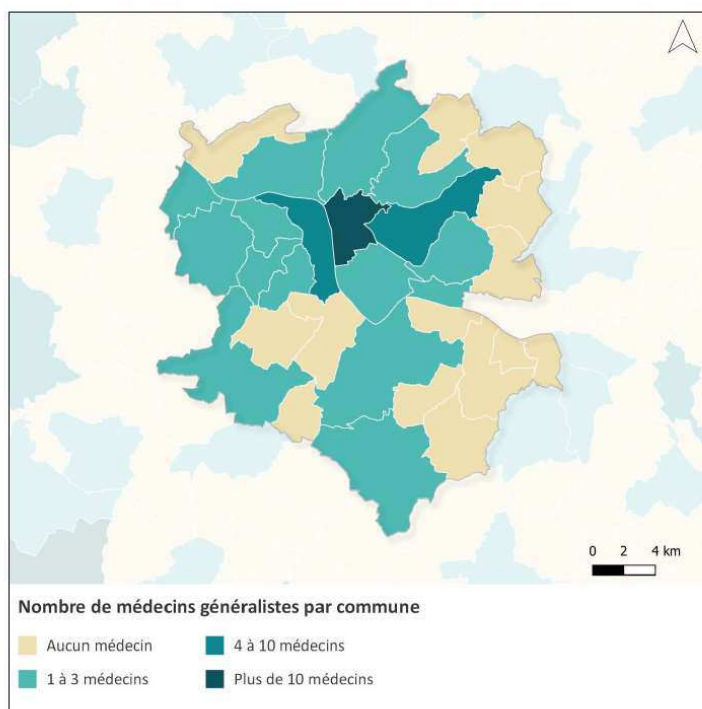 0 2 4 km
Nombre de médecins généralistes par commune
Aucun médecin
4 à 10 médecins
1 à 3 médecins
Plus de 10 médecins